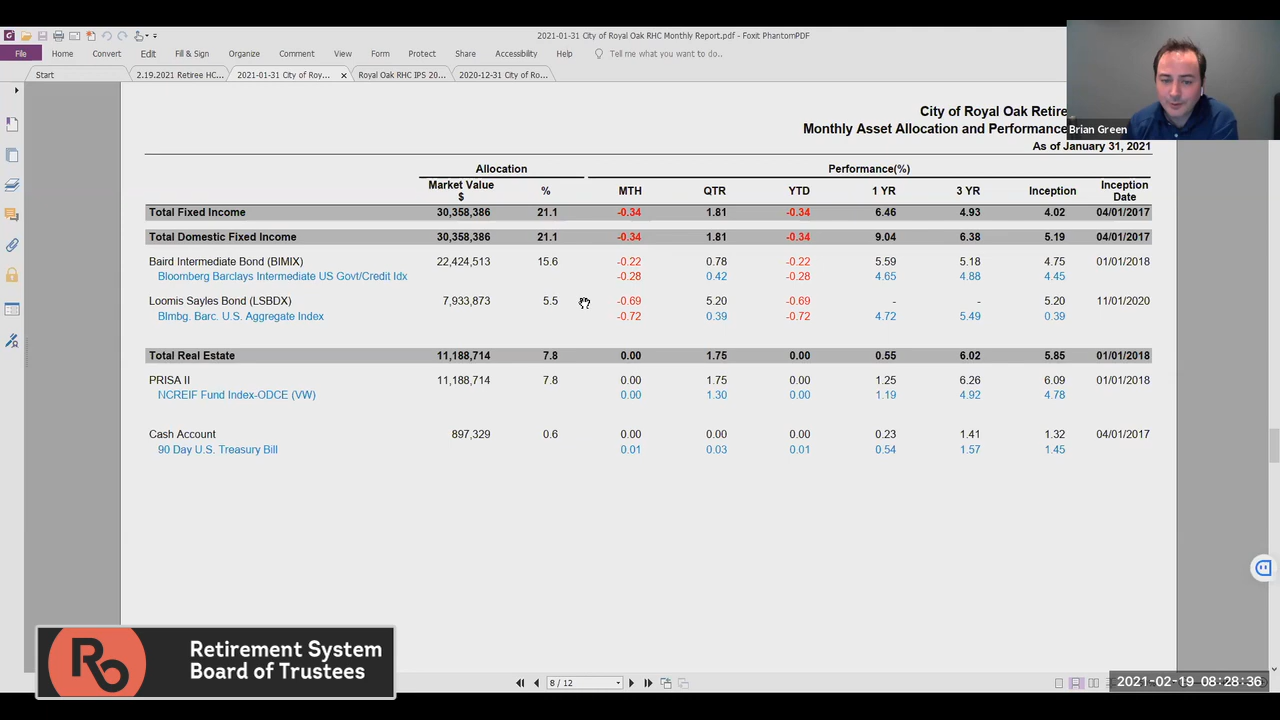 2021-01-31 City of Royal Oak RHC Monthly Report.pdf - Foxit PhantomPDF
File Home Convert Edit Fill & Sign Organize Comment View Form Protect Share Accessibility Help Tell me what you want to do..
Start 2.19.2021 Retiree HC... 2021-01-31 City of Roy... Royal Oak RHC IPS 20... 2020-12-31 City of Ro...
Brian Green
City of Royal Oak Retire
Monthly Asset Allocation and Performance
As of January 31, 2021
Allocation Performance(%)
Market Value $ % MTH QTR YTD 1 YR 3 YR Inception Inception Date
Total Fixed Income 30,358,386 21.1 -0.34 1.81 -0.34 6.46 4.93 4.02 04/01/2017
Total Domestic Fixed Income 30,358,386 21.1 -0.34 1.81 -0.34 9.04 6.38 5.19 04/01/2017
Baird Intermediate Bond (BIMIX) 22,424,513 15.6 -0.22 0.78 -0.22 5.59 5.18 4.75 01/01/2018
Bloomberg Barclays Intermediate US Govt/Credit Idx -0.28 0.42 -0.28 4.65 4.88 4.45
Loomis Sayles Bond (LSBDX) 7,933,873 5.5 -0.69 5.20 -0.69 - - 5.20 11/01/2020
Blmbg. Barc. U.S. Aggregate Index -0.72 0.39 -0.72 4.72 5.49 0.39
Total Real Estate 11,188,714 7.8 0.00 1.75 0.00 0.55 6.02 5.85 01/01/2018
PRISA II 11,188,714 7.8 0.00 1.75 0.00 1.25 6.26 6.09 01/01/2018
NCREIF Fund Index-ODCE (VW) 0.00 1.30 0.00 1.19 4.92 4.78
Cash Account 897,329 0.6 0.00 0.00 0.00 0.23 1.41 1.32 04/01/2017
90 Day U.S. Treasury Bill 0.01 0.03 0.01 0.54 1.57 1.45
Ro
Retirement System
Board of Trustees
8 / 12
2021-02-19 08:28:36